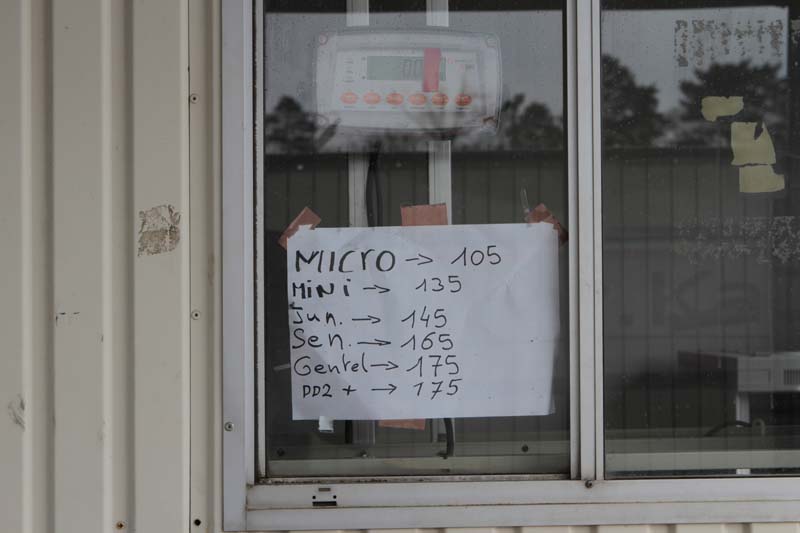 MICRO → 105
MiNi → 135
Jun. → 145
Sen. → 165
Gentel → 175
DD2 + → 175